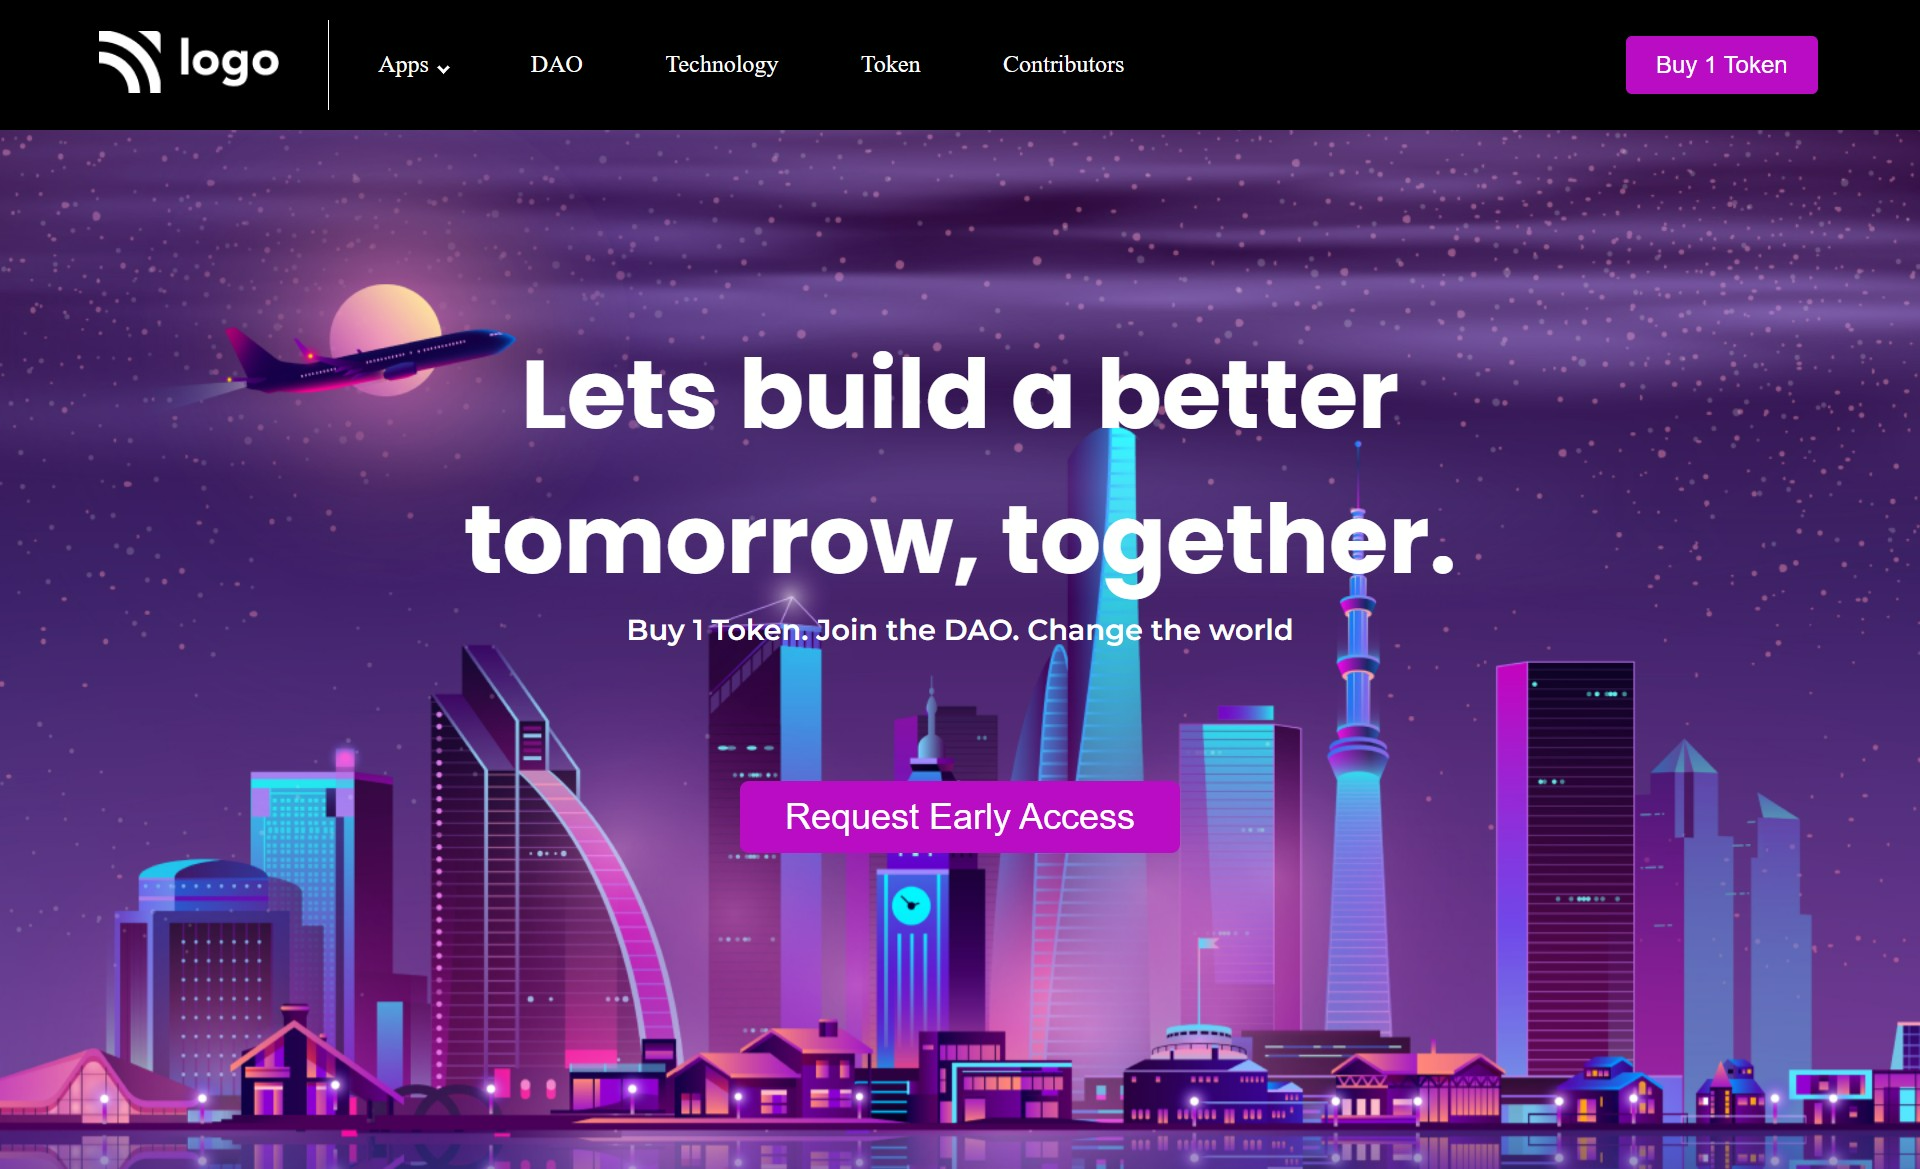 logo
Apps
DAO
Technology
Token
Contributors
Buy 1 Token
Lets build a better
tomorrow, together.
Buy 1 Token. Join the DAO. Change the world
Request Early Access